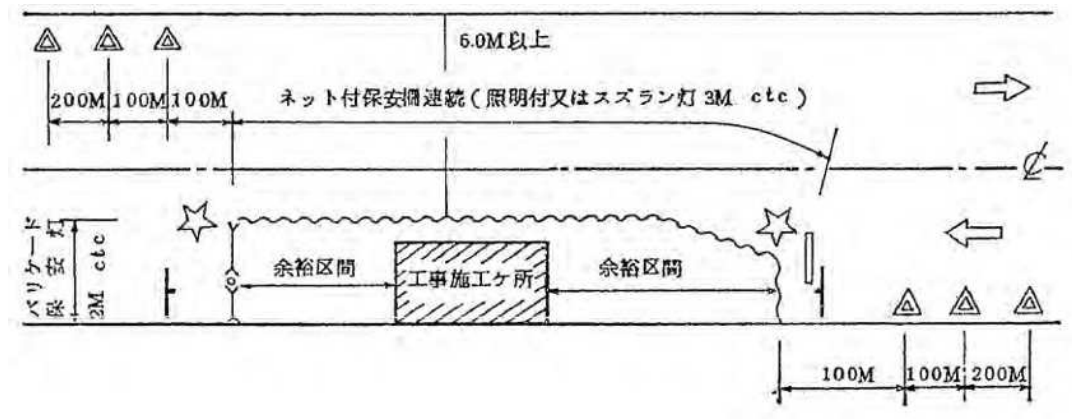 6.0M以上
200M 100M 100M
ネット付保安柵連続(照明付又はスズラン灯3M ctc)
℄
バリケード
保安灯
2M ctc
余裕区間
工事施工ケ所
余裕区間
100M 100M 200M